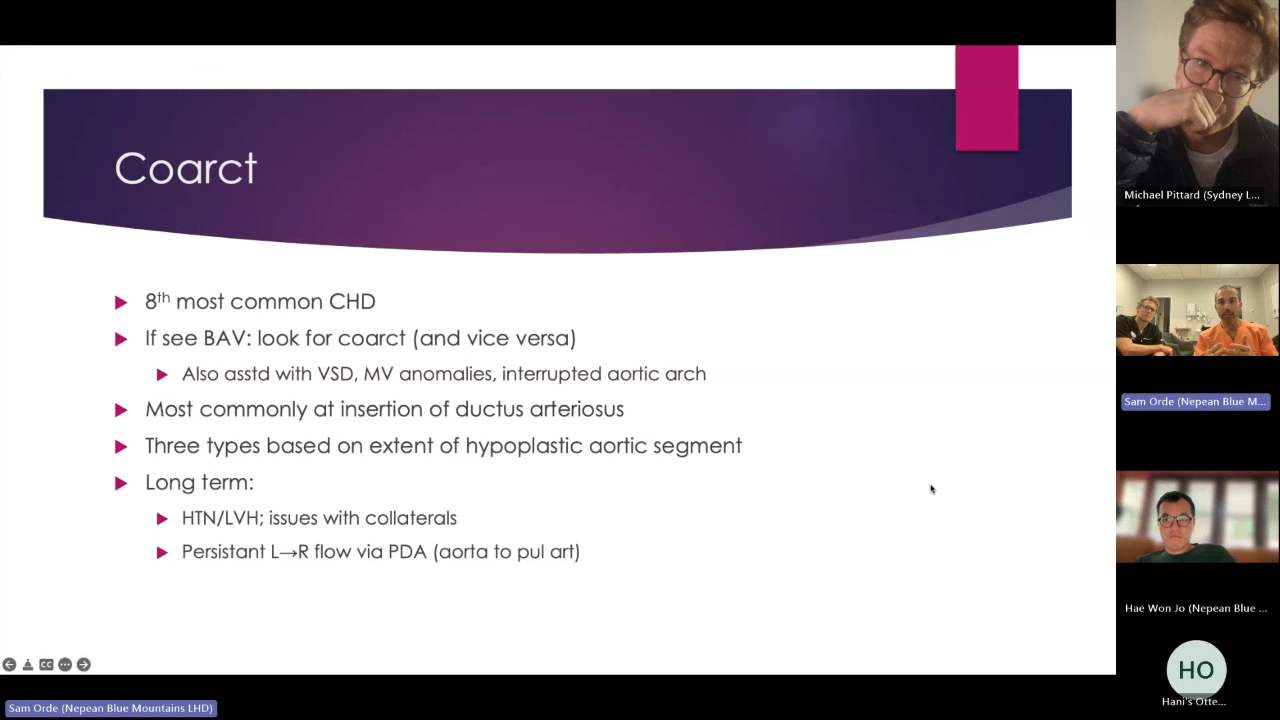 Coarct
8th most common CHD
If see BAV: look for coarct (and vice versa)
Also asstd with VSD, MV anomalies, interrupted aortic arch
Most commonly at insertion of ductus arteriosus
Three types based on extent of hypoplastic aortic segment
Long term:
HTN/LVH; issues with collaterals
Persistant L→R flow via PDA (aorta to pul art)
CC
Sam Orde (Nepean Blue Mountains LHD)
Michael Pittard (Sydney L...
Sam Orde (Nepean Blue M...
Hae Won Jo (Nepean Blue ...
HO
Hani's Otte...